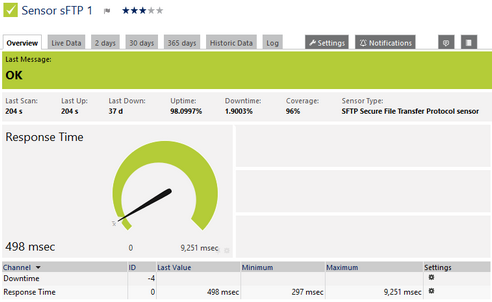 Sensor sFTP 1
Overview Live Data 2 days 30 days 365 days Historic Data Log Settings Notifications
Last Message:
OK
Last Scan: Last Up: Last Down: Uptime: Downtime: Coverage: Sensor Type:
204 s 204 s 37 d 98.0997% 1.9003% 96% SFTP Secure File Transfer Protocol sensor
Response Time
498 msec 0 9,251 msec
Channel ID Last Value Minimum Maximum Settings
Downtime -4
Response Time 0 498 msec 297 msec 9,251 msec